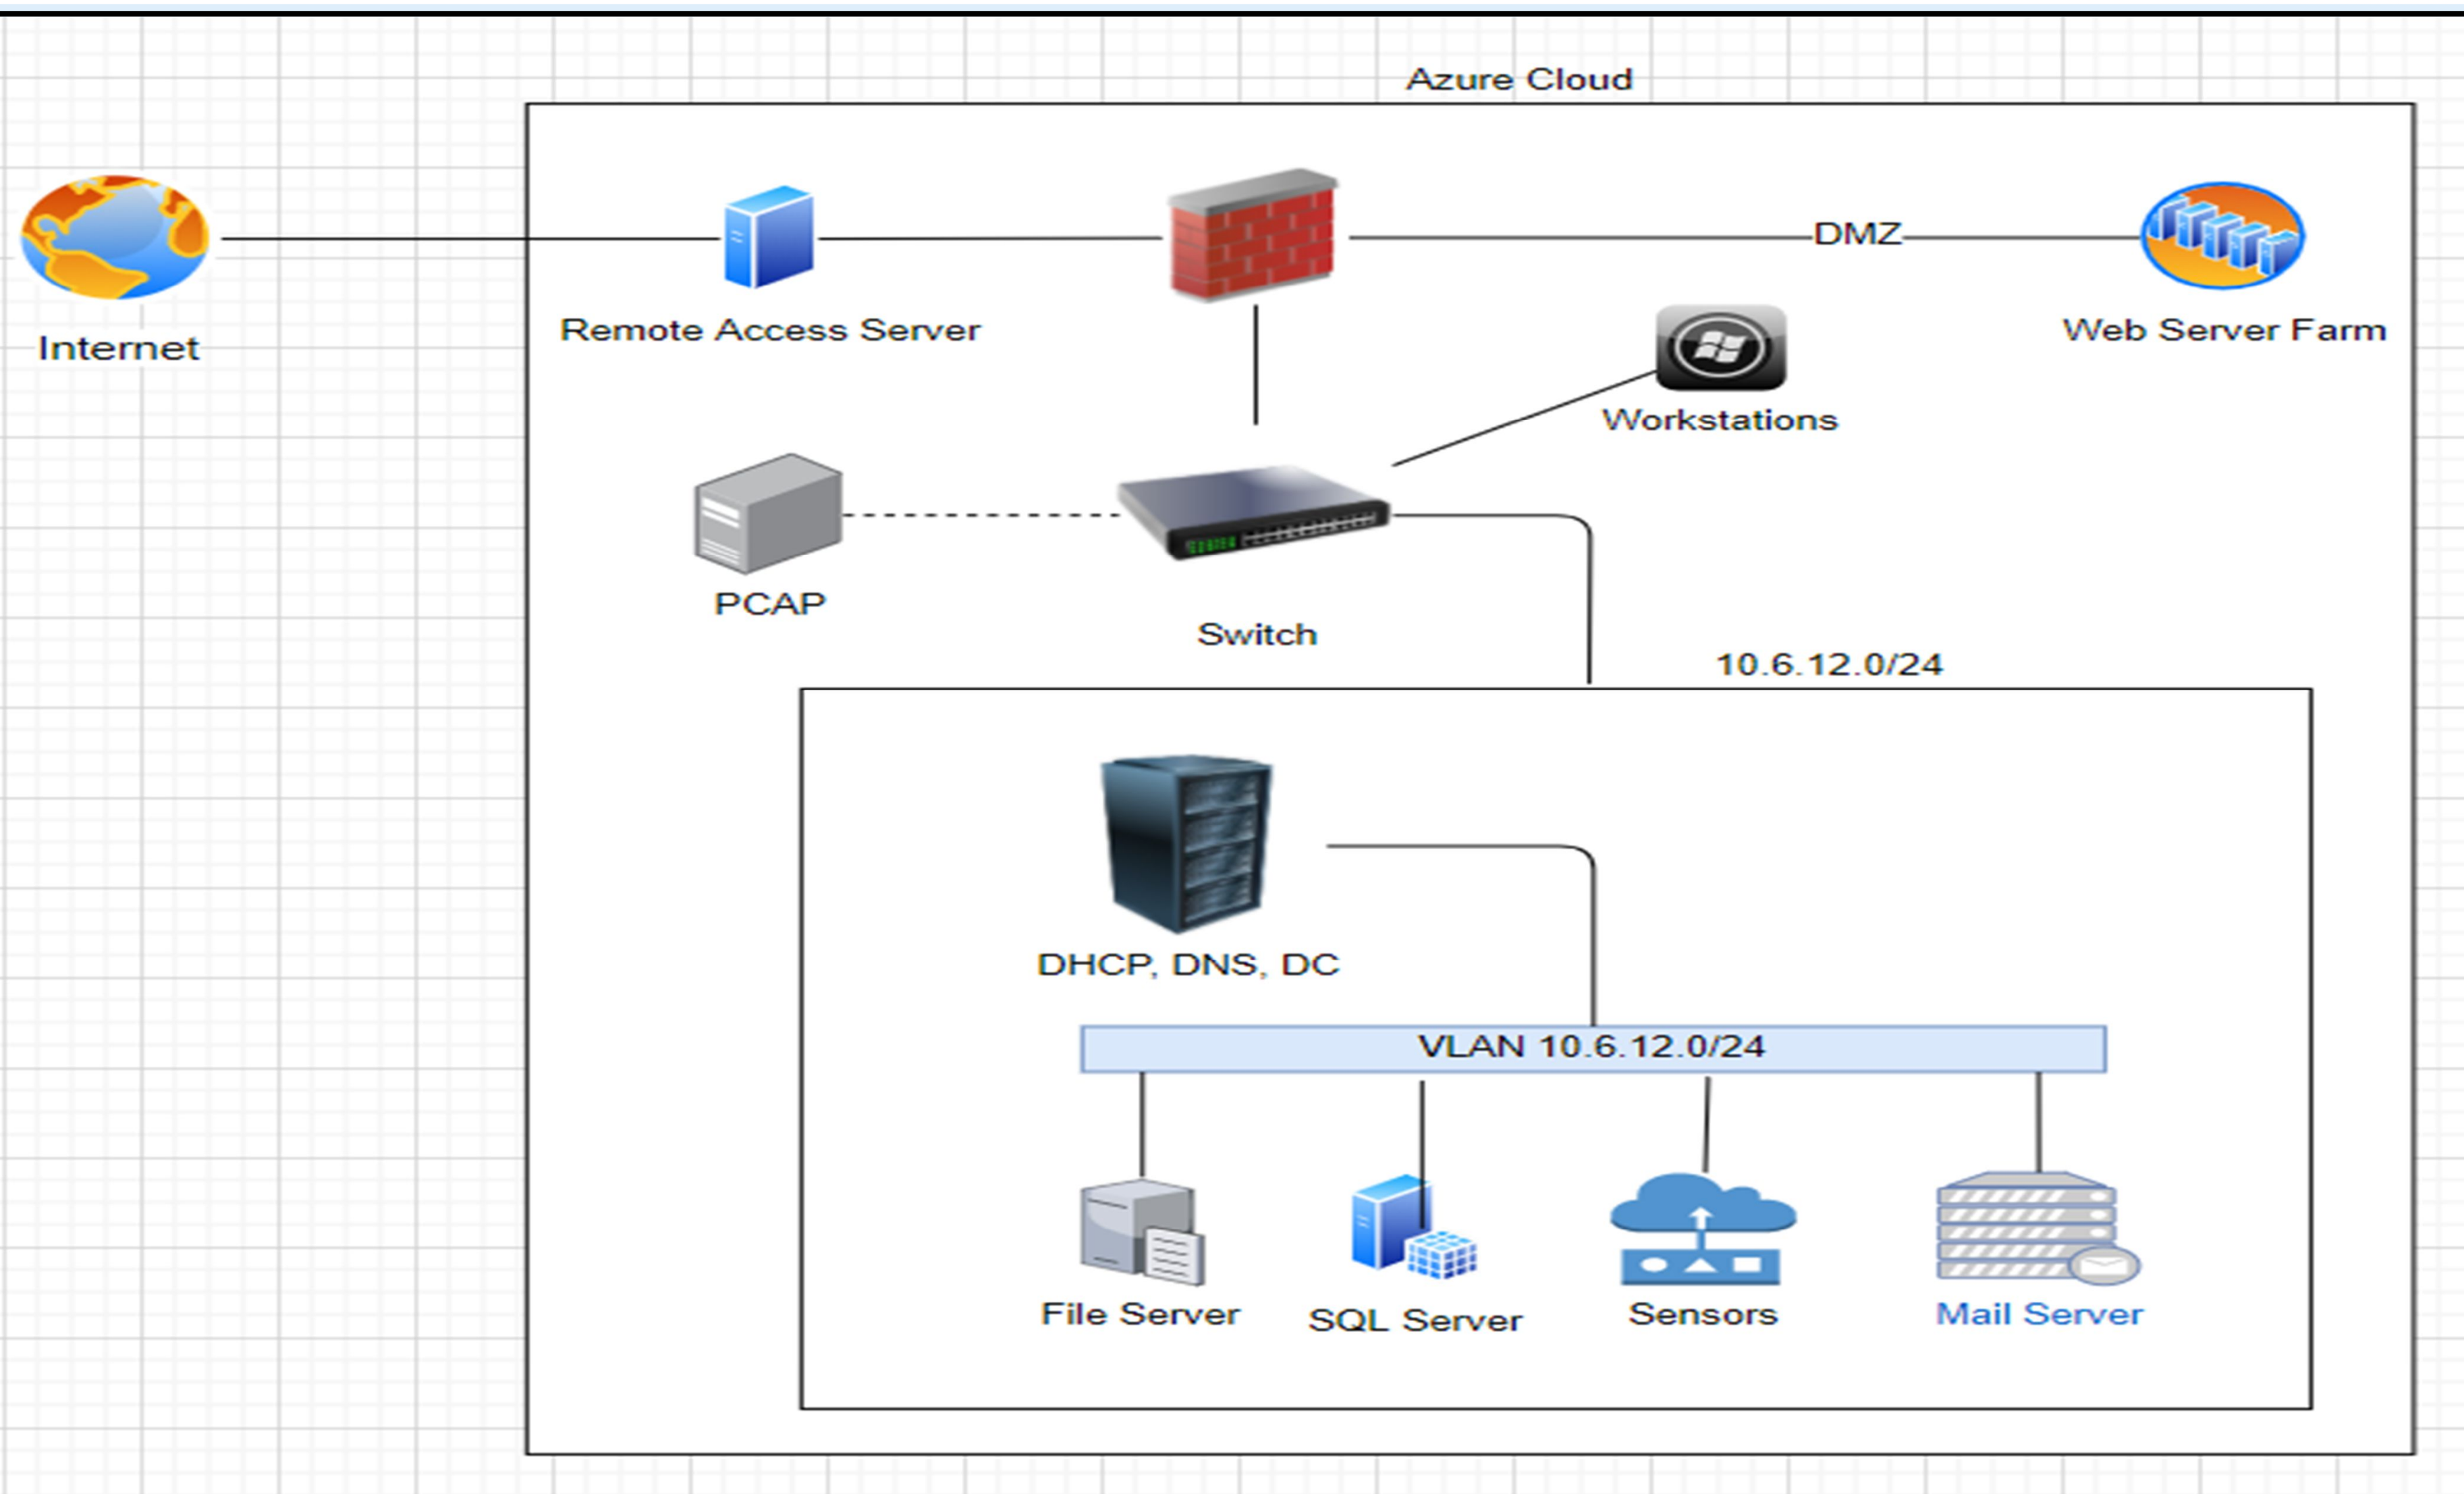 Azure Cloud
DMZ
Internet
Remote Access Server
Web Server Farm
Workstations
PCAP
Switch
10.6.12.0/24
DHCP, DNS, DC
VLAN 10.6.12.0/24
File Server
SQL Server
Sensors
Mail Server